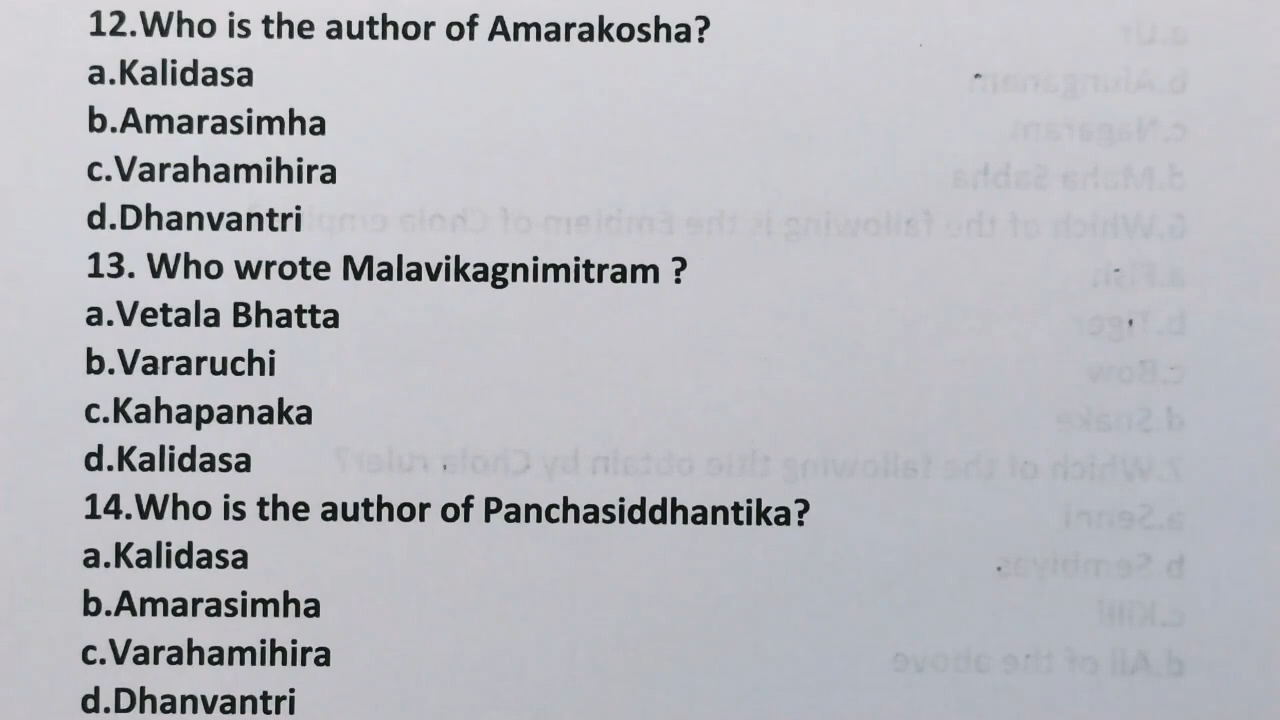 12.Who is the author of Amarakosha?
a.Kalidasa
b.Amarasimha
c.Varahamihira
d.Dhanvantri
13. Who wrote Malavikagnimitram ?
a.Vetala Bhatta
b.Vararuchi
c.Kahapanaka
d.Kalidasa
14.Who is the author of Panchasiddhantika?
a.Kalidasa
b.Amarasimha
c.Varahamihira
d.Dhanvantri